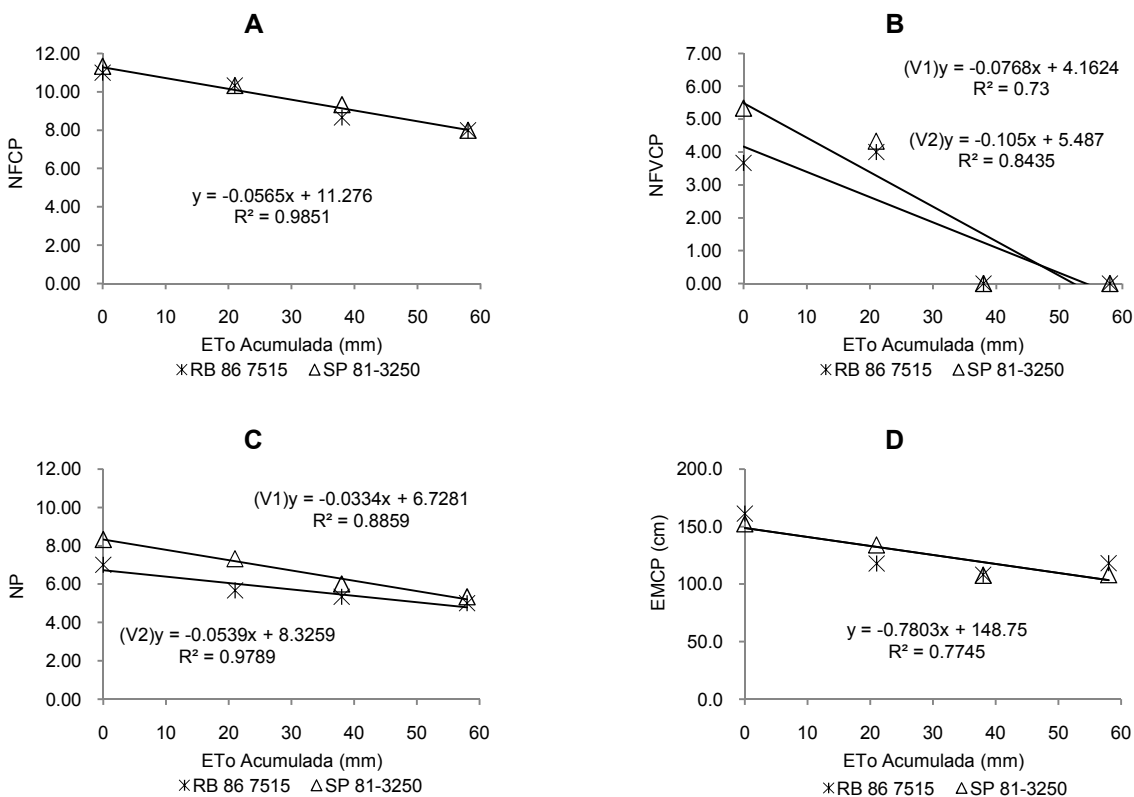 A
NFCP
12.00
10.00
8.00
6.00
4.00
2.00
0.00
y = -0.0565x + 11.276
R² = 0.9851
0 10 20 30 40 50 60
ETo Acumulada (mm)
RB 86 7515 SP 81-3250
B
NFVCP
7.00
6.00
5.00
4.00
3.00
2.00
1.00
0.00
(V1)y = -0.0768x + 4.1624
R² = 0.73
(V2)y = -0.105x + 5.487
R² = 0.8435
0 10 20 30 40 50 60
ETo Acumulada (mm)
RB 86 7515 SP 81-3250
C
NP
12.00
10.00
8.00
6.00
4.00
2.00
0.00
(V1)y = -0.0334x + 6.7281
R² = 0.8859
(V2)y = -0.0539x + 8.3259
R² = 0.9789
0 10 20 30 40 50 60
ETo Acumulada (mm)
RB 86 7515 SP 81-3250
D
EMCP (cm)
200.0
150.0
100.0
50.0
0.0
y = -0.7803x + 148.75
R² = 0.7745
0 10 20 30 40 50 60
ETo Acumulada (mm)
RB 86 7515 SP 81-3250